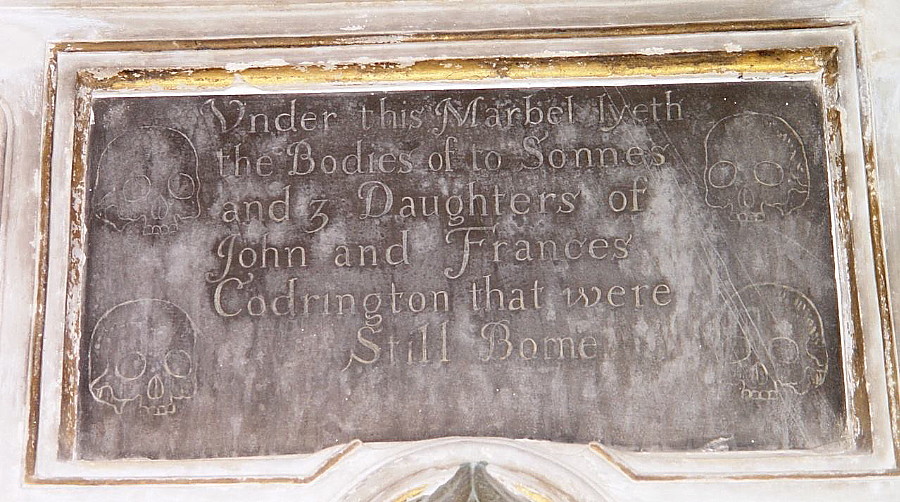 Vnder this Marbel lyeth
the Bodies of to Sonnes
and 3 Daughters of
John and Frances
Codrington that were
Still Borne